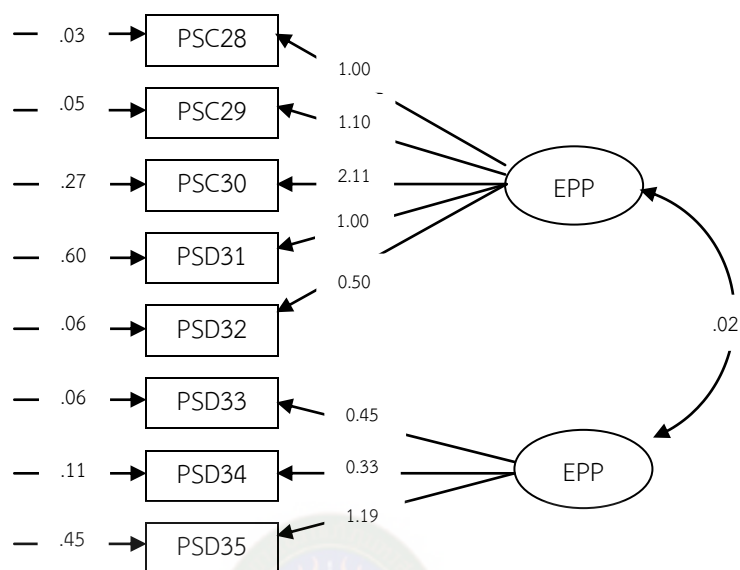 .03 PSC28
1.00
.05 PSC29
1.10
.27 PSC30 2.11
EPP
1.00
.60 PSD31
0.50
.06 PSD32
.02
.06 PSD33
0.45
.11 PSD34 0.33
EPP
1.19
.45 PSD35